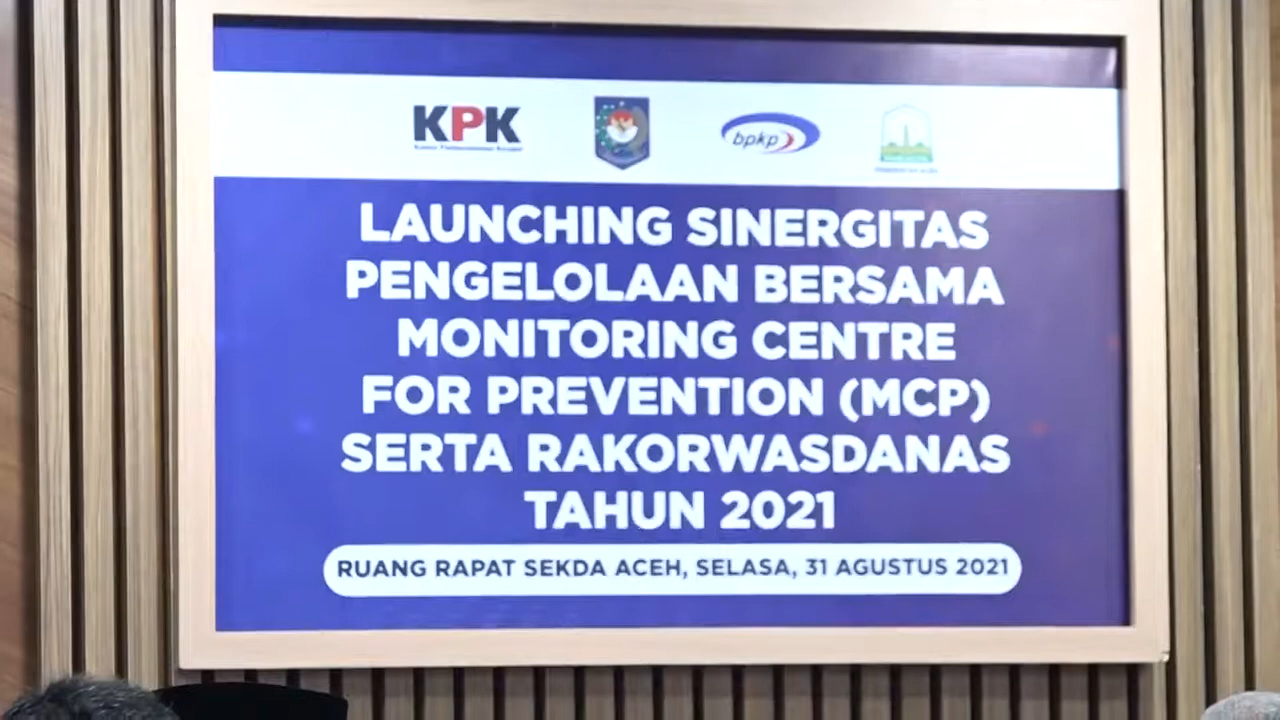 KPK
bpkp
LAUNCHING SINERGITAS
PENGELOLAAN BERSAMA
MONITORING CENTRE
FOR PREVENTION (MCP)
SERTA RAKORWASDANAS
TAHUN 2021
RUANG RAPAT SEKDA ACEH, SELASA, 31 AGUSTUS 2021